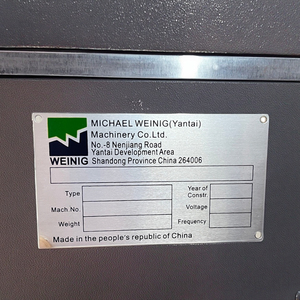 MICHAEL WEINIG(Yantai)
Machinery Co.Ltd.
No.-8 Nenjiang Road
Yantai Development Area
Shandong Province China 264006
WEINIG
Type
Year of
Constr.
Mach.No.
Voltage
Weight
Frequency
Made in the people's republic of China